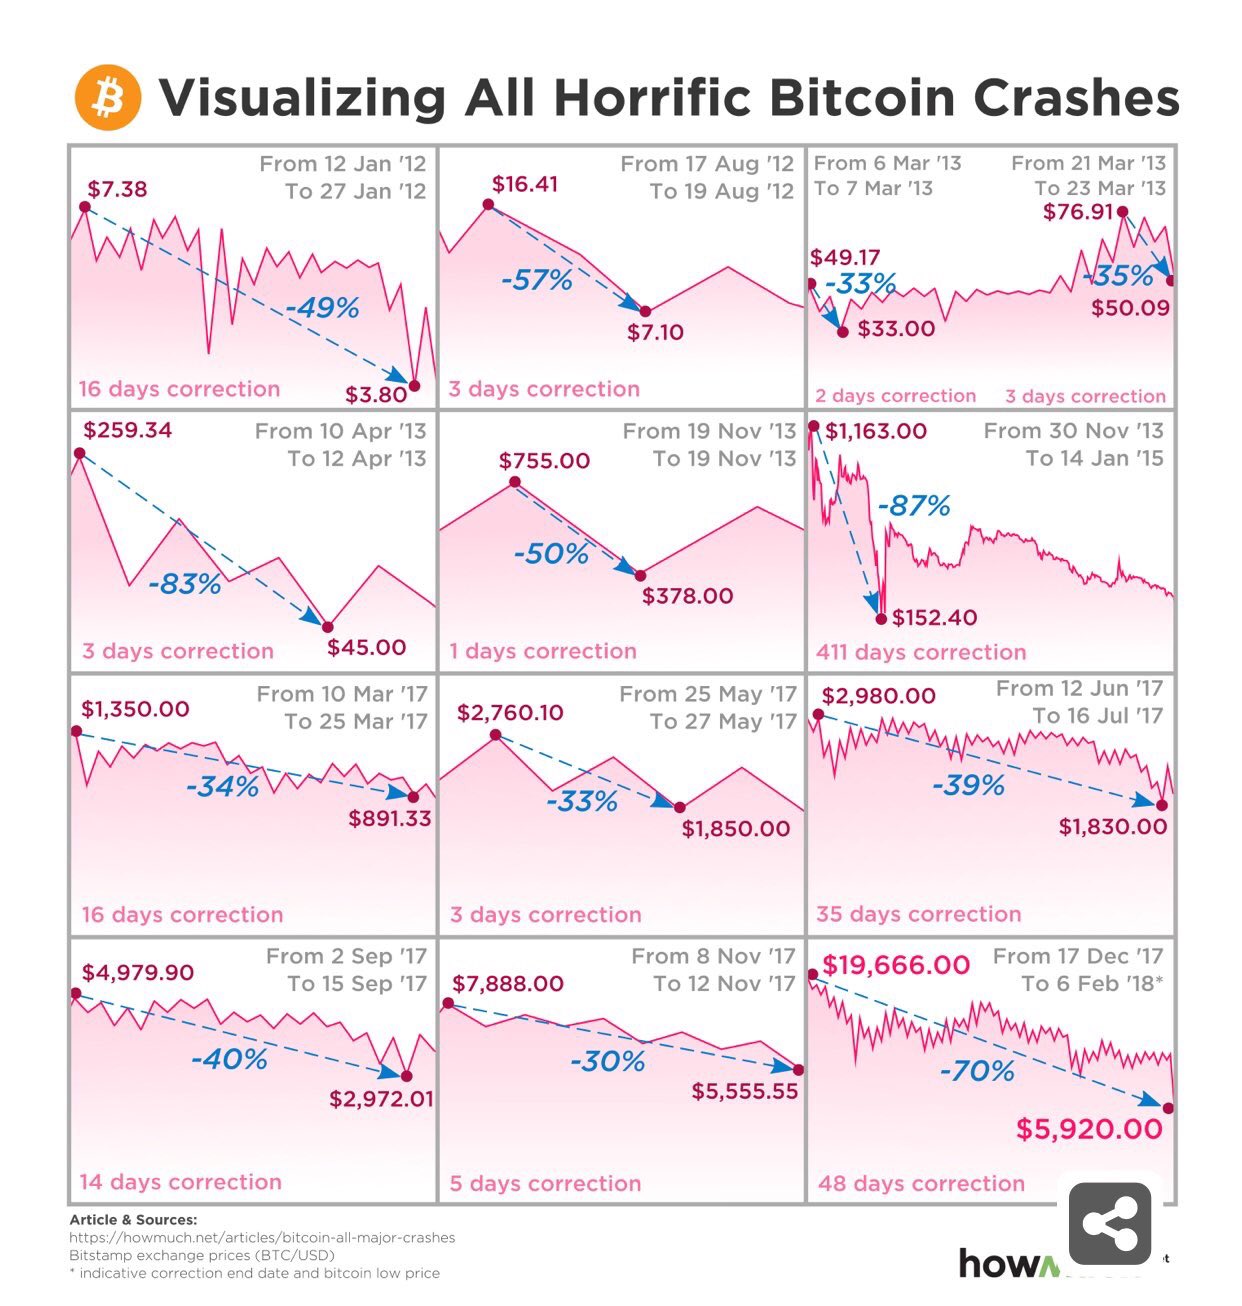 Visualizing All Horrific Bitcoin Crashes
From 12 Jan '12
To 27 Jan '12
$7.38
-49%
$3.80
16 days correction
From 17 Aug '12
To 19 Aug '12
$16.41
-57%
$7.10
3 days correction
From 6 Mar '13
To 7 Mar '13
From 21 Mar '13
To 23 Mar '13
$76.91
$49.17
-33%
-35%
$50.09
$33.00
2 days correction
3 days correction
$259.34
From 10 Apr '13
To 12 Apr '13
-83%
$45.00
3 days correction
From 19 Nov '13
To 19 Nov '13
$755.00
-50%
$378.00
1 days correction
$1,163.00
From 30 Nov '13
To 14 Jan '15
-87%
$152.40
411 days correction
From 10 Mar '17
To 25 Mar '17
$1,350.00
-34%
$891.33
16 days correction
From 25 May '17
To 27 May '17
$2,760.10
-33%
$1,850.00
3 days correction
$2,980.00
From 12 Jun '17
To 16 Jul '17
-39%
$1,830.00
35 days correction
From 2 Sep '17
To 15 Sep '17
$4,979.90
-40%
$2,972.01
14 days correction
From 8 Nov '17
To 12 Nov '17
$7,888.00
-30%
$5,555.55
5 days correction
$19,666.00
From 17 Dec '17
To 6 Feb '18*
-70%
$5,920.00
48 days correction
Article & Sources:
https://howmuch.net/articles/bitcoin-all-major-crashes
Bitstamp exchange prices (BTC/USD)
* indicative correction end date and bitcoin low price
how